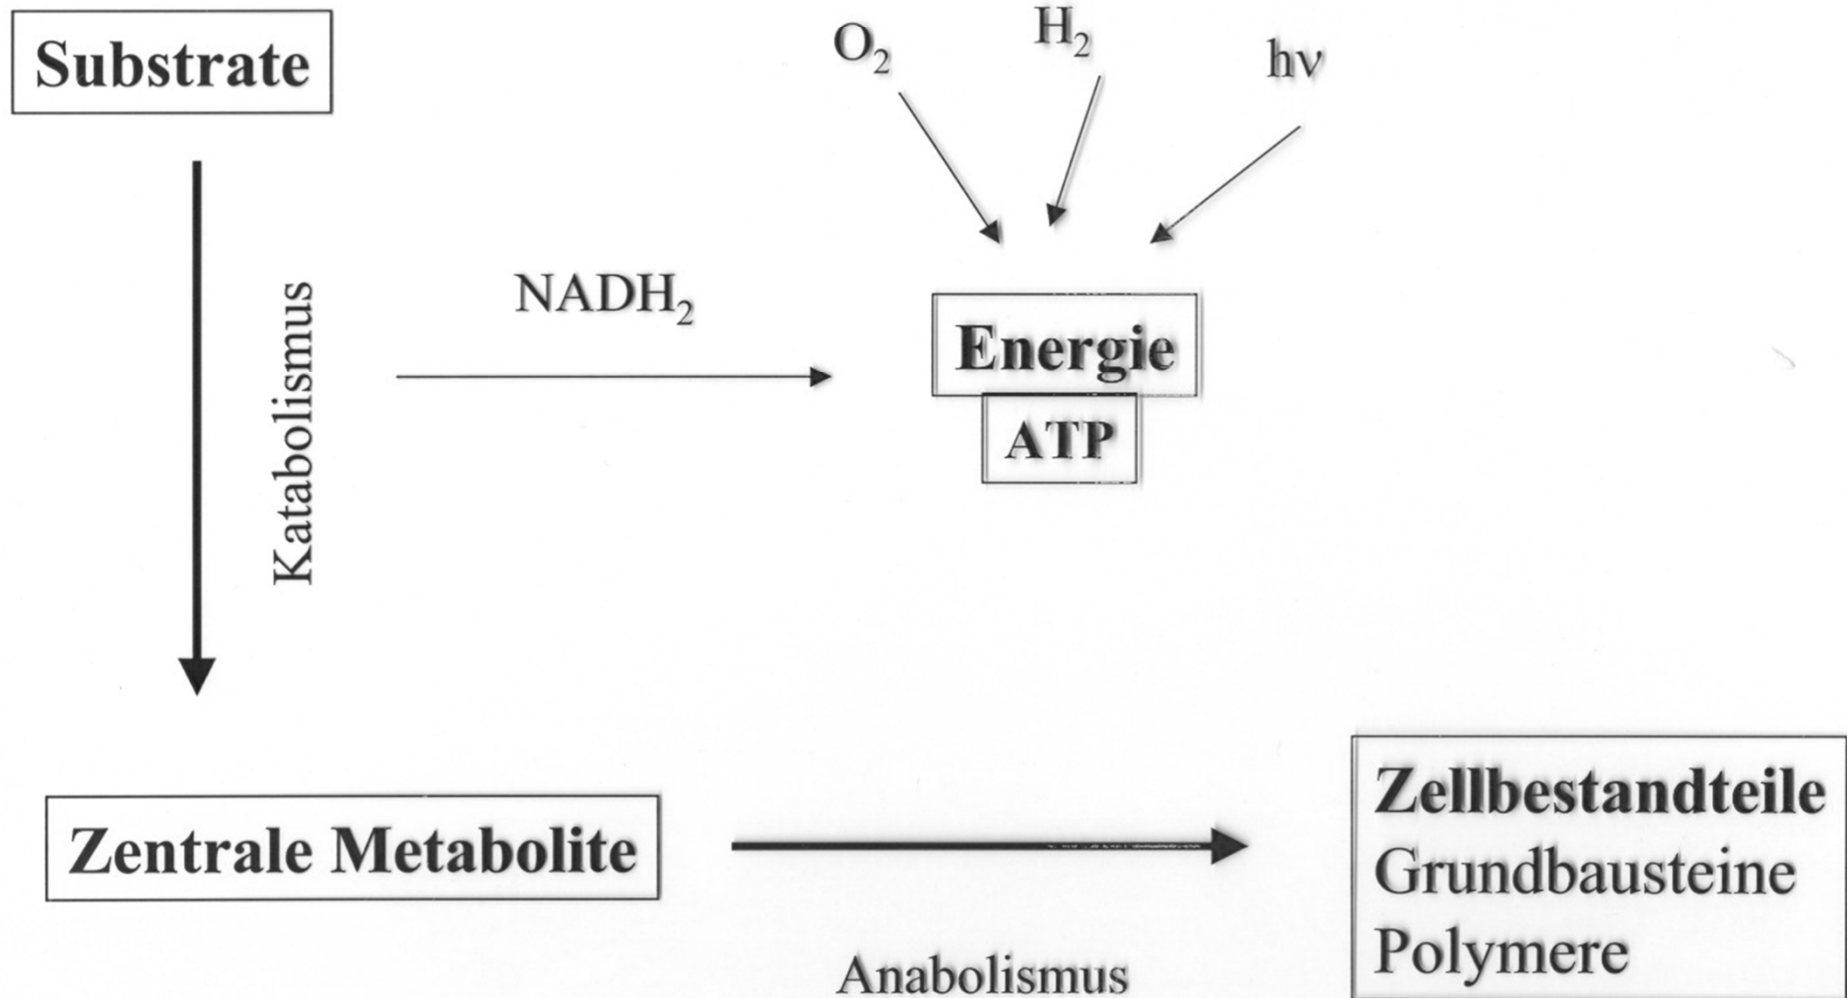 Substrate
O₂
H₂
hν
Katabolismus
NADH₂
Energie
ATP
Zentrale Metabolite
Zellbestandteile
Grundbausteine
Polymere
Anabolismus